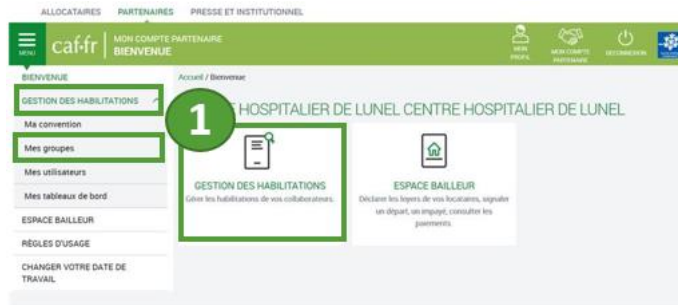 ALLOCATAIRES PARTENAIRES PRESSE ET INSTITUTIONNEL
MENU
caf·fr
MON COMPTE PARTENAIRE
BIENVENUE
MON PROFIL
MON COMPTE PARTENAIRE
DECONNEXION
BIENVENUE
GESTION DES HABILITATIONS
Ma convention
Mes groupes
Mes utilisateurs
Mes tableaux de bord
ESPACE BAILLEUR
RÈGLES D'USAGE
CHANGER VOTRE DATE DE
TRAVAIL
Accueil / Bienvenue
HOSPITALIER DE LUNEL CENTRE HOSPITALIER DE LUNEL
1
GESTION DES HABILITATIONS
Gérer les habilitations de vos collaborateurs.
ESPACE BAILLEUR
Déclarer les loyers de vos locataires, signaler
un départ, un impayé, consulter les
paiements.